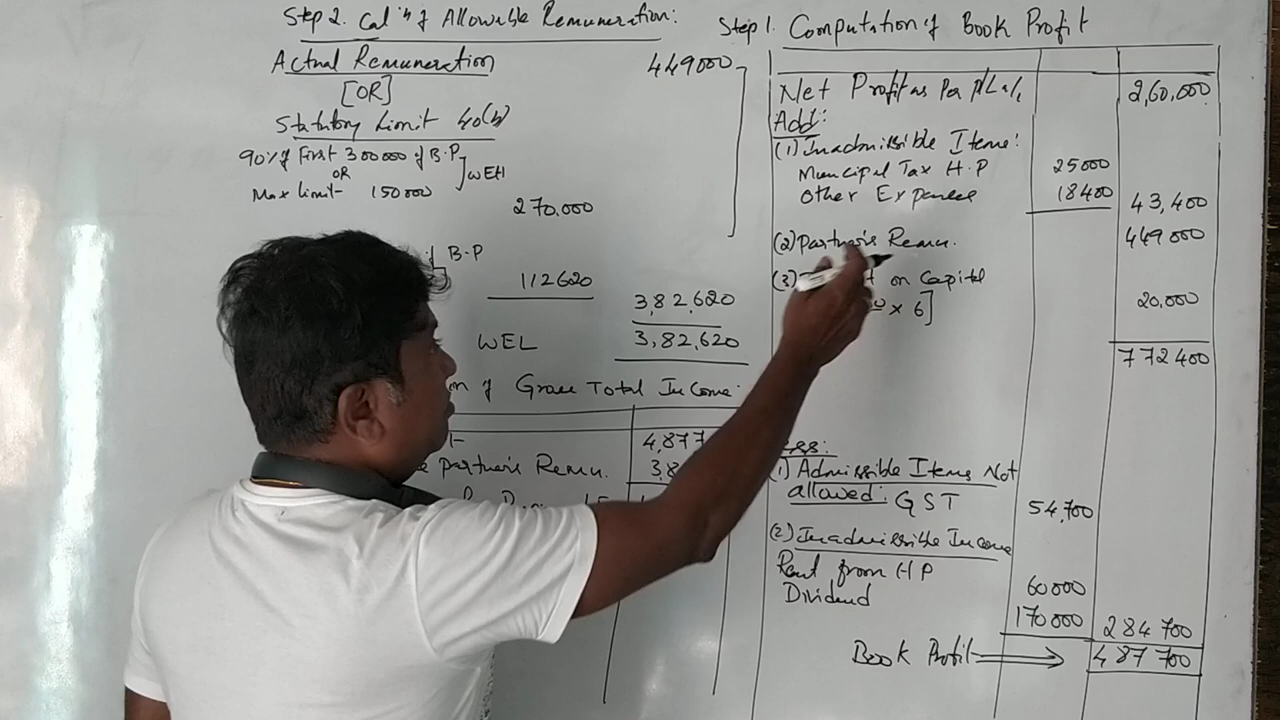 Step 2. Caln of Allowable Remuneration:
Actual Remuneration 449000
[OR]
Statutory Limit 40(b)
90% of First 300000 of B.P
OR
Max Limit- 150000
WEH
270.000
of B.P
112620
3,82,620
WEL 3,82,620
of Gross Total Income:
4,877
partner's Remu. 3,8
Step 1. Computation of Book Profit
Net Profit as Per P/L a/c 2,60,000
Add:
(1) Inadmissible Items:
Municipal Tax H.P 25000
Other Expenses 18400 43,400
(2) Partner's Remu. 449000
(3) on Capital
x 6] 20,000
772400
(1) Admissible Items Not
allowed: GST 54,700
(2) Inadmissible Income
Rent from HP 60000
Dividend 170000 284700
Book Profit 487700